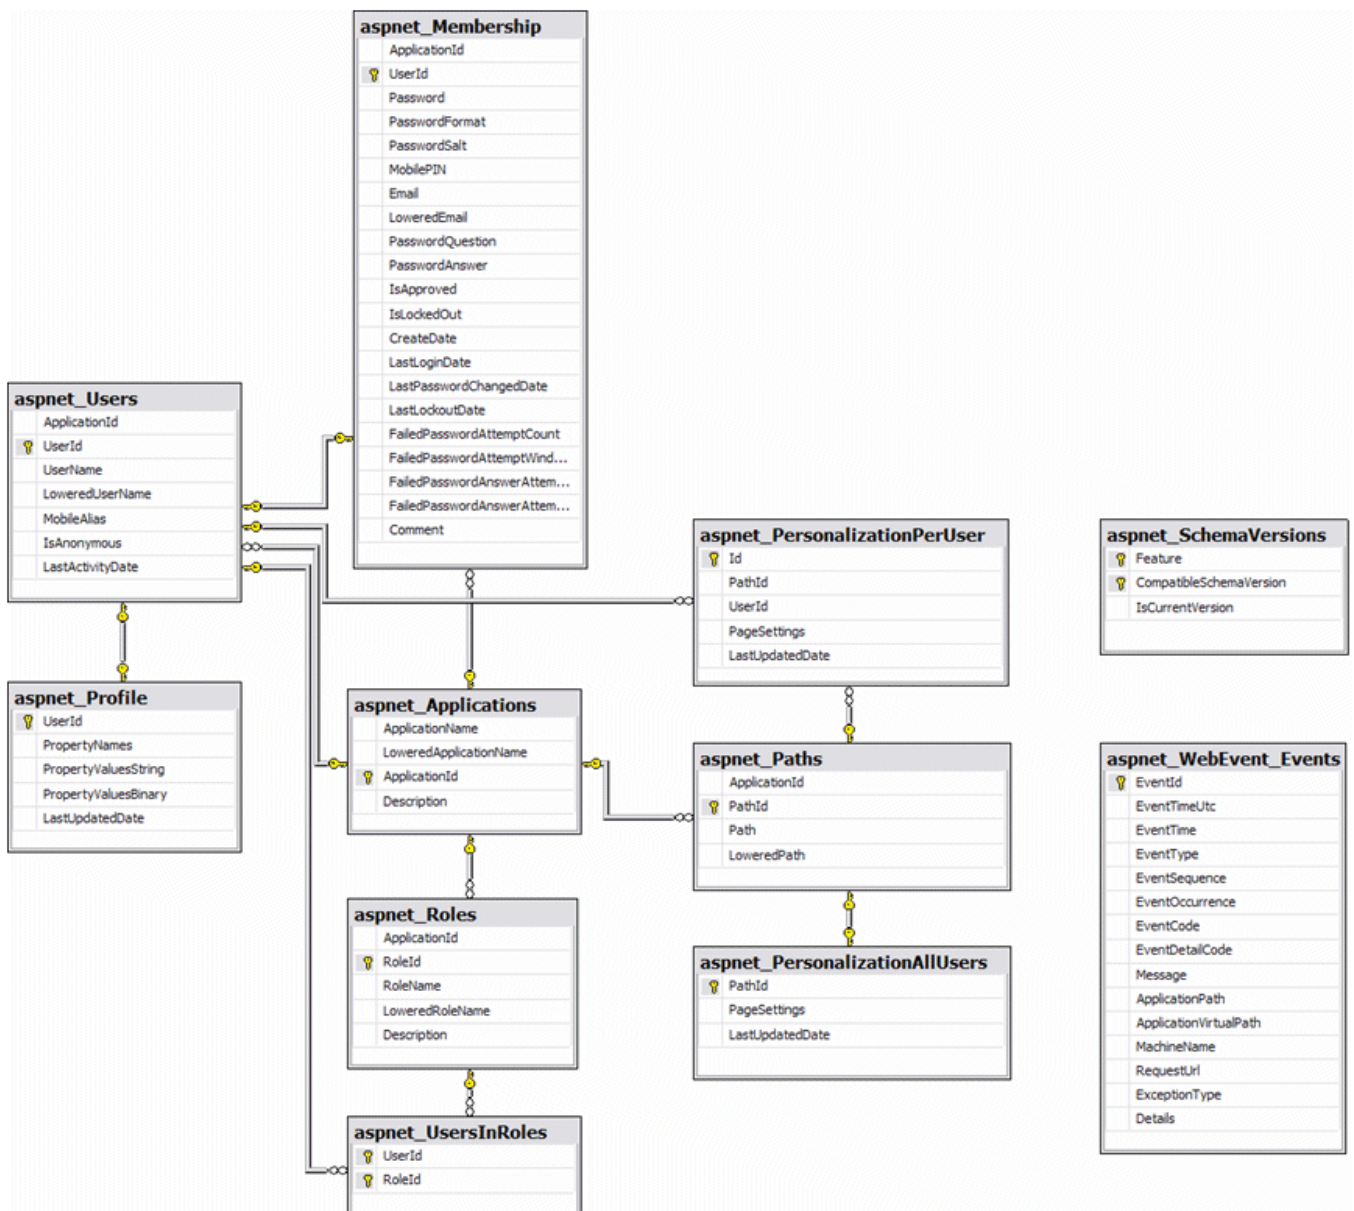 aspnet_Membership
ApplicationId
UserId
Password
PasswordFormat
PasswordSalt
MobilePIN
Email
LoweredEmail
PasswordQuestion
PasswordAnswer
IsApproved
IsLockedOut
CreateDate
LastLoginDate
LastPasswordChangedDate
LastLockoutDate
FailedPasswordAttemptCount
FailedPasswordAttemptWind...
FailedPasswordAnswerAttem...
FailedPasswordAnswerAttem...
Comment
aspnet_Users
ApplicationId
UserId
UserName
LoweredUserName
MobileAlias
IsAnonymous
LastActivityDate
aspnet_Profile
UserId
PropertyNames
PropertyValuesString
PropertyValuesBinary
LastUpdatedDate
aspnet_Applications
ApplicationName
LoweredApplicationName
ApplicationId
Description
aspnet_Roles
ApplicationId
RoleId
RoleName
LoweredRoleName
Description
aspnet_UsersInRoles
UserId
RoleId
aspnet_PersonalizationPerUser
Id
PathId
UserId
PageSettings
LastUpdatedDate
aspnet_Paths
ApplicationId
PathId
Path
LoweredPath
aspnet_PersonalizationAllUsers
PathId
PageSettings
LastUpdatedDate
aspnet_SchemaVersions
Feature
CompatibleSchemaVersion
IsCurrentVersion
aspnet_WebEvent_Events
EventId
EventTimeUtc
EventTime
EventType
EventSequence
EventOccurrence
EventCode
EventDetailCode
Message
ApplicationPath
ApplicationVirtualPath
MachineName
RequestUrl
ExceptionType
Details